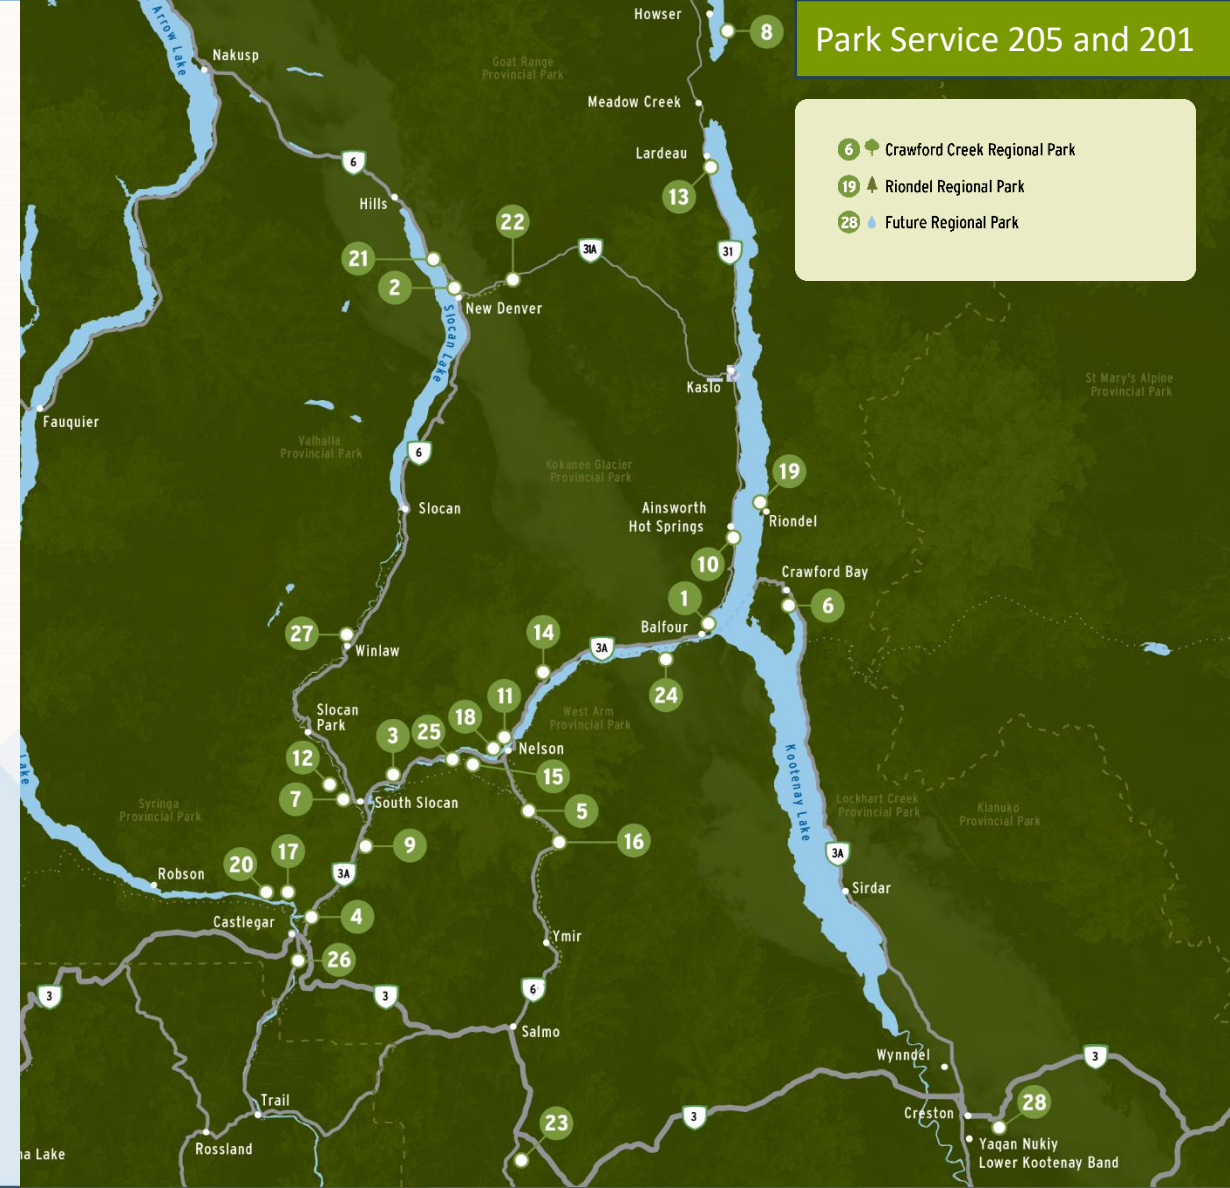 Park Service 205 and 201
6 Crawford Creek Regional Park
19 Riondel Regional Park
28 Future Regional Park
Howser
8
Arrow Lake
Nakusp
Goat Range
Provincial Park
Meadow Creek
Lardeau
13
6
Hills
22
21
31A
31
2
New Denver
Slocan Lake
Kaslo
St Mary's Alpine
Provincial Park
Fauquier
Valhalla
Provincial Park
6
Kokanee Glacier
Provincial Park
19
Slocan
Ainsworth
Hot Springs
Riondel
10
Crawford Bay
1
6
Balfour
27
Winlaw
14
3A
24
11
Slocan
Park
West Arm
Provincial Park
18
25
3
Nelson
12
15
7
South Slocan
5
Kootenay Lake
Lake
Syringa
Provincial Park
Lockhart Creek
Provincial Park
Kianuko
Provincial Park
9
16
3A
3A
20
17
Robson
Sirdar
Castlegar
4
Ymir
26
3
3
6
Salmo
Wynndel
3
Trail
Creston
28
3
23
Rossland
Yaqan Nukiy
Lower Kootenay Band
na Lake